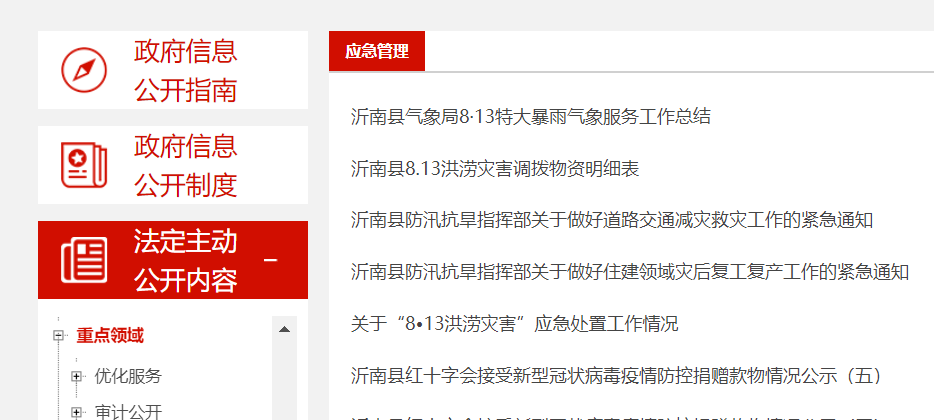 政府信息
公开指南
政府信息
公开制度
法定主动
公开内容
重点领域
优化服务
审计公开
应急管理
沂南县气象局8·13特大暴雨气象服务工作总结
沂南县8.13洪涝灾害调拨物资明细表
沂南县防汛抗旱指挥部关于做好道路交通减灾救灾工作的紧急通知
沂南县防汛抗旱指挥部关于做好住建领域灾后复工复产工作的紧急通知
关于“8•13洪涝灾害”应急处置工作情况
沂南县红十字会接受新型冠状病毒疫情防控捐赠款物情况公示（五）